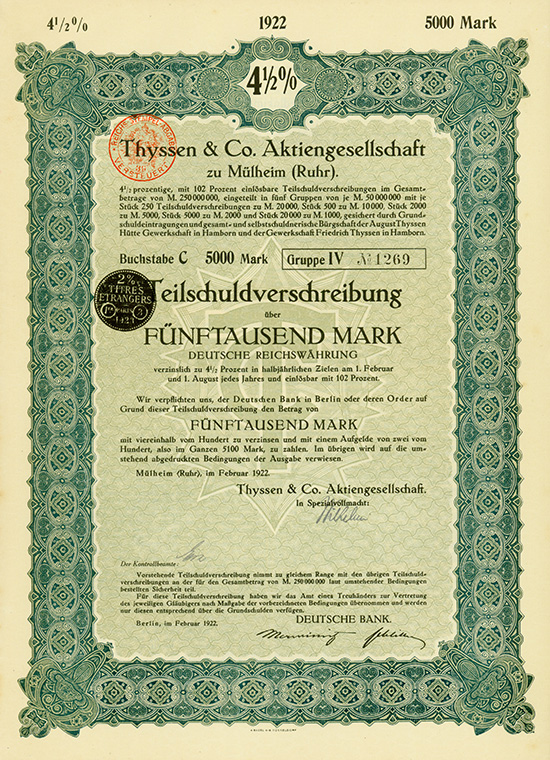 4½%
1922
5000 Mark
4½%
Thyssen & Co. Aktiengesellschaft
zu Mülheim (Ruhr).
4½ prozentige, mit 102 Prozent einlösbare Teilschuldverschreibungen im Gesamt-
betrage von M. 250 000 000, eingeteilt in fünf Gruppen von je M. 50 000 000 mit je
Stück 250 Teilschuldverschreibungen zu M. 20000, Stück 500 zu M. 10000, Stück 2000
zu M. 5000, Stück 5000 zu M. 2000 und Stück 20000 zu M. 1000, gesichert durch Grund-
schuldeintragungen und gesamt- und selbstschuldnerische Bürgschaft der August Thyssen
Hütte Gewerkschaft in Hamborn und der Gewerkschaft Friedrich Thyssen in Hamborn.
Buchstabe C 5000 Mark Gruppe IV № 1269
2%
TITRES
ETRANGERS
1921
Teilschuldverschreibung
über
FÜNFTAUSEND MARK
DEUTSCHE REICHSWÄHRUNG
verzinslich zu 4½ Prozent in halbjährlichen Zielen am 1. Februar
und 1. August jedes Jahres und einlösbar mit 102 Prozent.
Wir verpflichten uns, der Deutschen Bank in Berlin oder deren Order auf
Grund dieser Teilschuldverschreibung den Betrag von
FÜNFTAUSEND MARK
mit viereinhalb vom Hundert zu verzinsen und mit einem Aufgelde von zwei vom
Hundert, also im Ganzen 5100 Mark, zu zahlen. Im übrigen wird auf die um-
stehend abgedruckten Bedingungen der Ausgabe verwiesen.
Mülheim (Ruhr), im Februar 1922.
Thyssen & Co. Aktiengesellschaft.
In Spezialvollmacht:
Der Kontrollbeamte:
Vorstehende Teilschuldverschreibung nimmt zu gleichem Range mit den übrigen Teilschuld-
verschreibungen an der für den Gesamtbetrag von M. 250 000 000 laut umstehender Bedingungen
bestellten Sicherheit teil.
Für diese Teilschuldverschreibung haben wir das Amt eines Treuhänders zur Vertretung
des jeweiligen Gläubigers nach Maßgabe der vorbezeichneten Bedingungen übernommen und werden
nur diesen entsprechend über die Grundschulden verfügen.
DEUTSCHE BANK.
Berlin, im Februar 1922.